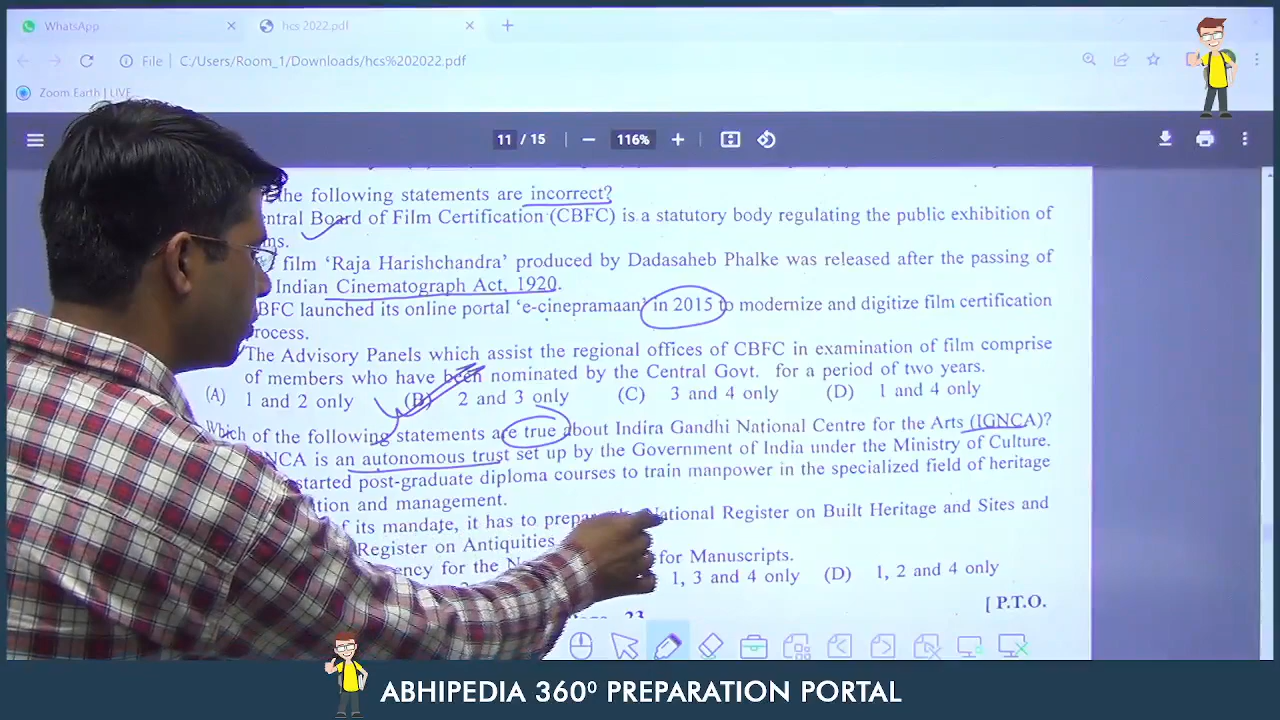 WhatsApp
hcs 2022.pdf
File | C:/Users/Room_1/Downloads/hcs%202022.pdf
Zoom Earth | LIVE...
11 / 15
116%
the following statements are incorrect?
Board of Film Certification (CBFC) is a statutory body regulating the public exhibition of
film 'Raja Harishchandra' produced by Dadasaheb Phalke was released after the passing of
Indian Cinematograph Act, 1920.
launched its online portal 'e-cinepramaan' in 2015 to modernize and digitize film certification
The Advisory Panels which assist the regional offices of CBFC in examination of film comprise
of members who have been nominated by the Central Govt. for a period of two years.
(A) 1 and 2 only (B) 2 and 3 only (C) 3 and 4 only (D) 1 and 4 only
Which of the following statements are true about Indira Gandhi National Centre for the Arts (IGNCA)?
is an autonomous trust set up by the Government of India under the Ministry of Culture.
started post-graduate diploma courses to train manpower in the specialized field of heritage
and management.
of its mandate, it has to National Register on Built Heritage and Sites and
Register on Antiquities
for the for Manuscripts.
1, 3 and 4 only (D) 1, 2 and 4 only
[ P.T.O.
ABHIPEDIA 360⁰ PREPARATION PORTAL